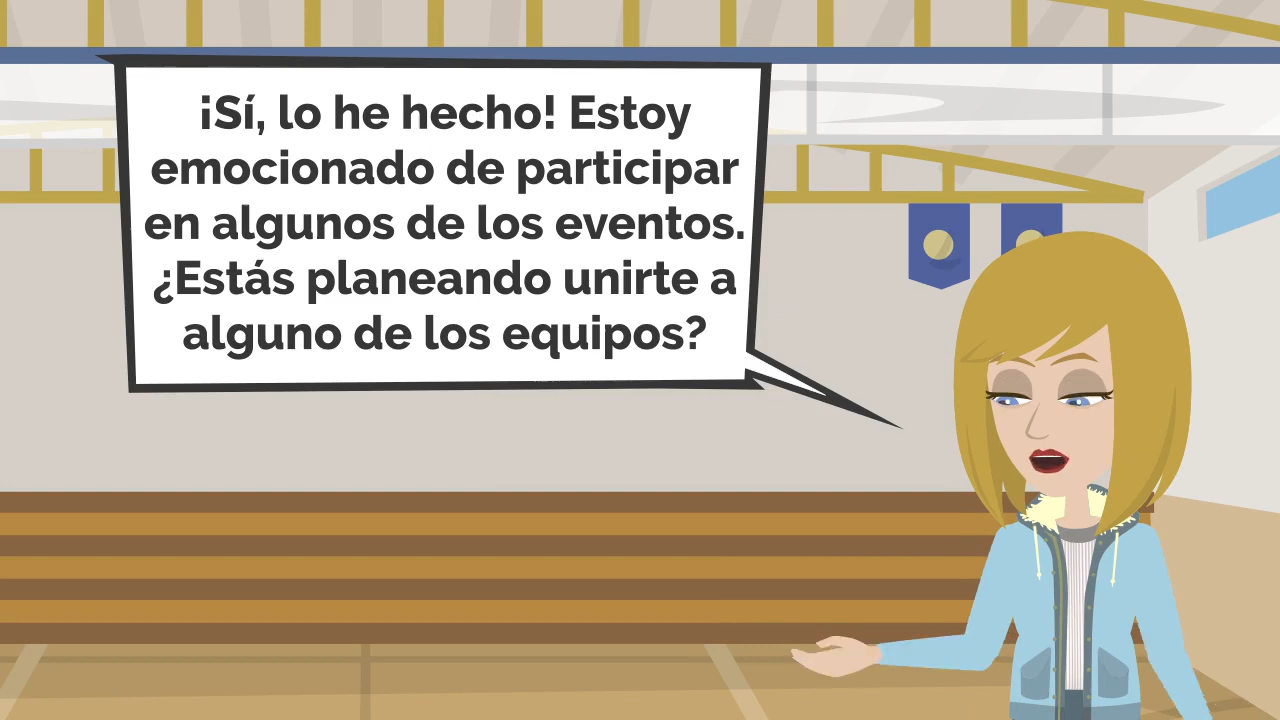 ¡Sí, lo he hecho! Estoy
emocionado de participar
en algunos de los eventos.
¿Estás planeando unirte a
alguno de los equipos?